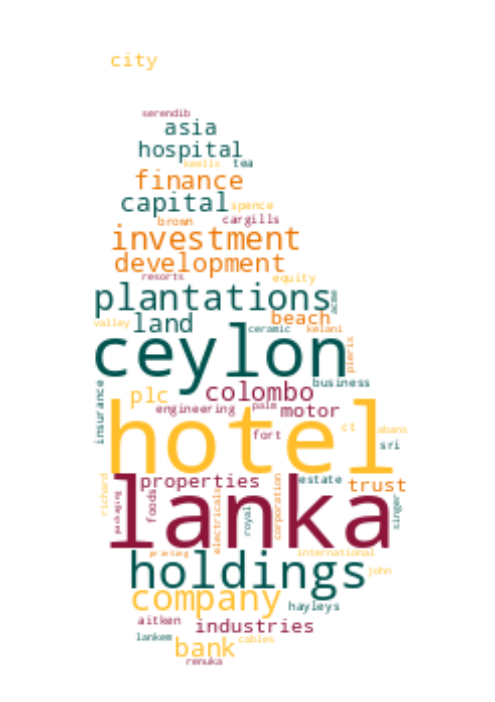 city
serendib
asia
hospital
keells tea
finance
capital spence
brown cargills
investment
development
resorts equity
plantations acme
valley land ceramic beach kelani
ceylon pieris
business
insurance plc colombo
engineering palm motor
hotel ct abans
fort sri
richard properties estate trust
packaging foods electricals royal corporation singer
lanka
printing international
holdings john
company hayleys
aitken industries
lankem bank cables
renuka